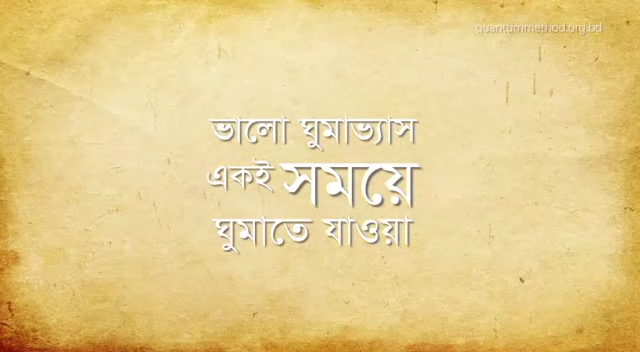 quantummethod.org.bd
ভালো ঘুমাভ্যাস
একই সময়ে
ঘুমাতে যাওয়া